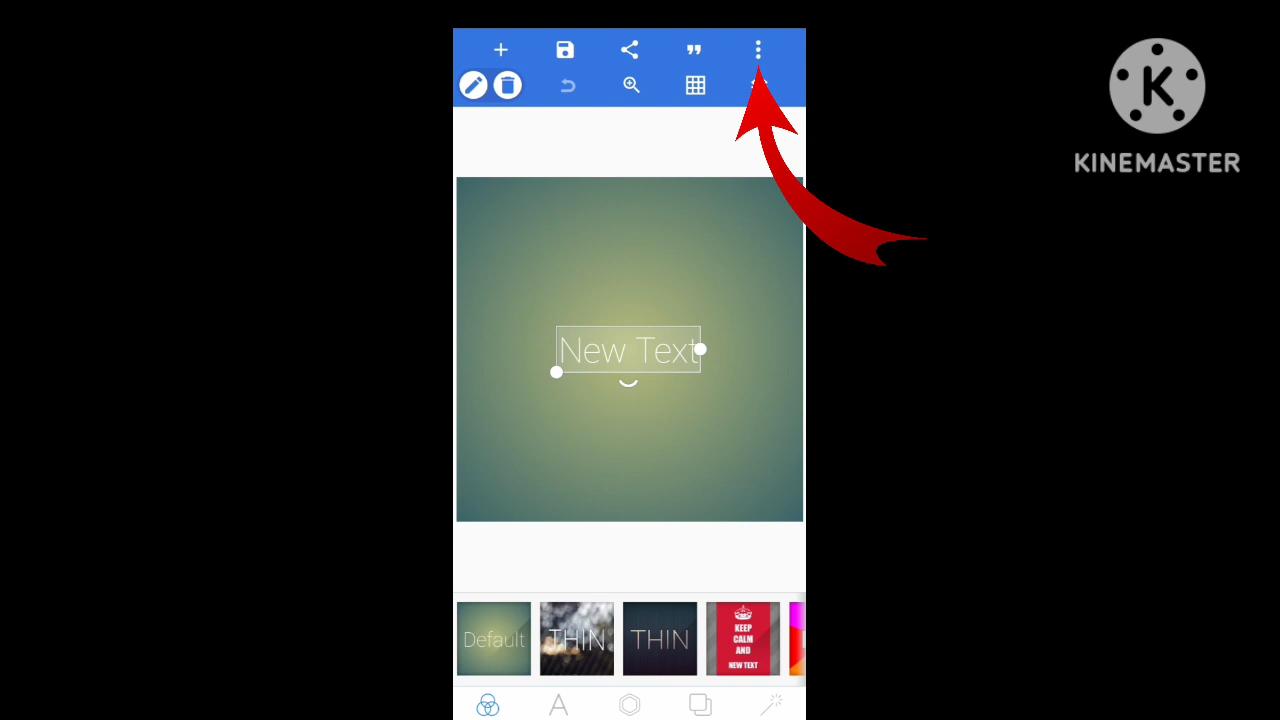 KINEMASTER
New Text
Default
THIN
THIN
KEEP
CALM
AND
NEW TEXT